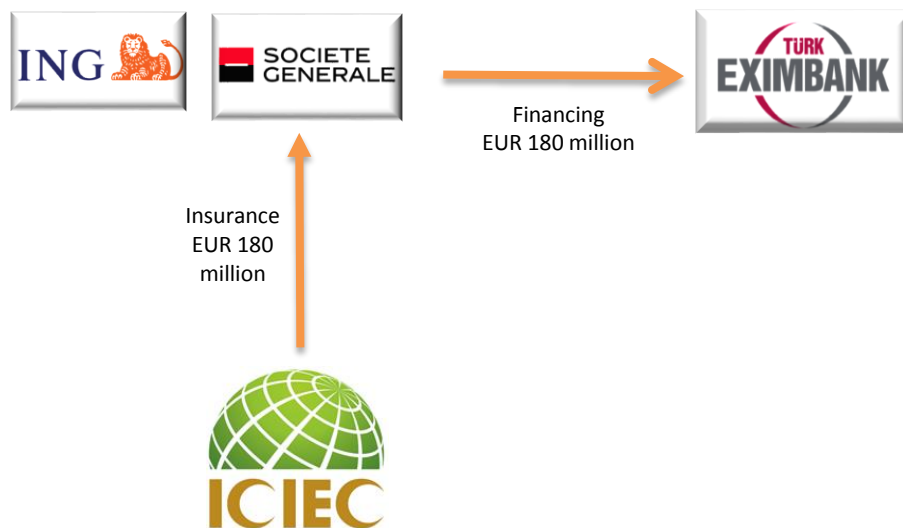 ING
SOCIETE
GENERALE
TÜRK
EXIMBANK
Financing
EUR 180 million
Insurance
EUR 180
million
ICIEC